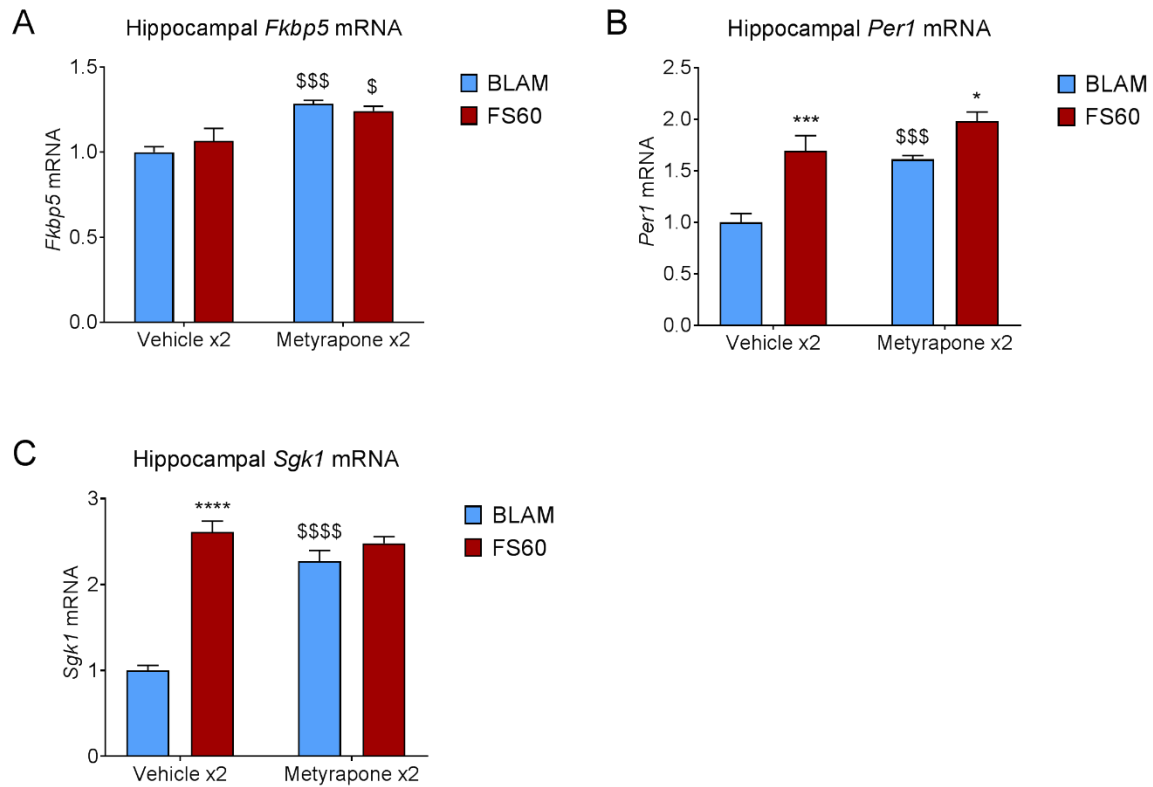 A
Hippocampal Fkbp5 mRNA
Fkbp5 mRNA
1.5
1.0
0.5
0.0
$$$
$
Vehicle x2
Metyrapone x2
BLAM
FS60
B
Hippocampal Per1 mRNA
Per1 mRNA
2.5
2.0
1.5
1.0
0.5
0.0
***
$$$
*
Vehicle x2
Metyrapone x2
BLAM
FS60
C
Hippocampal Sgk1 mRNA
Sgk1 mRNA
3
2
1
0
****
$$$$
Vehicle x2
Metyrapone x2
BLAM
FS60